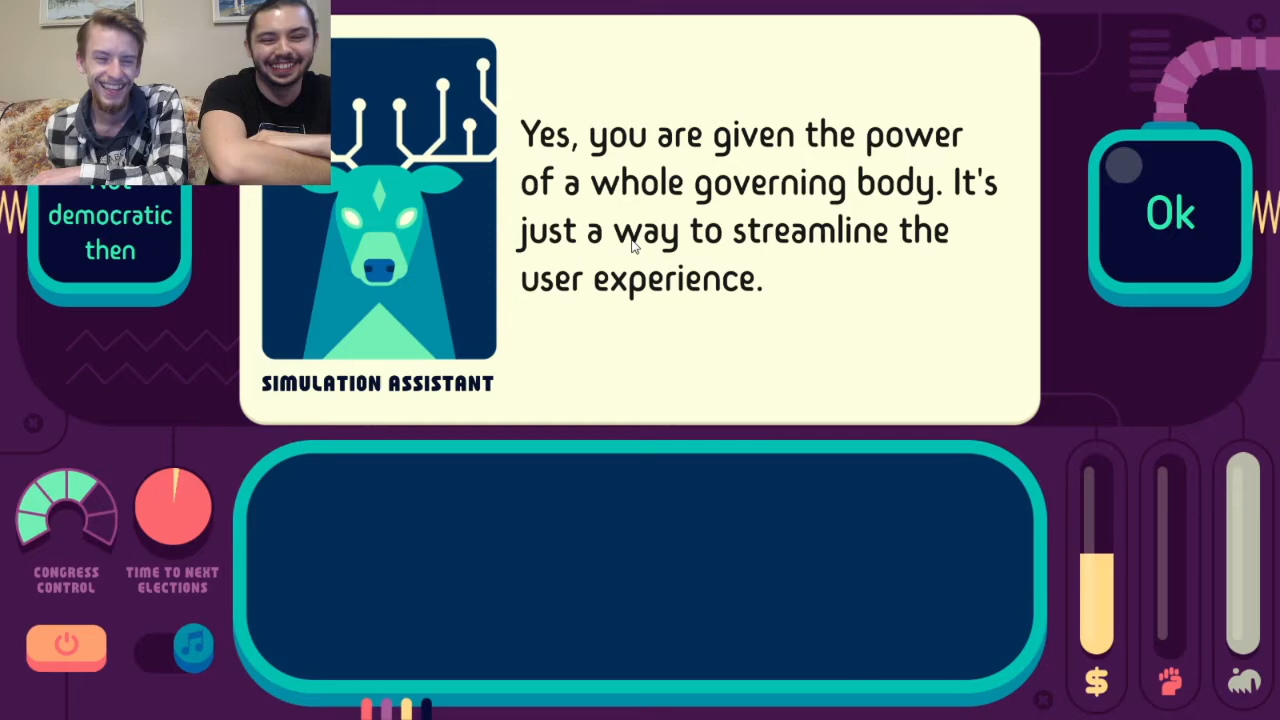 Yes, you are given the power
of a whole governing body. It's
just a way to streamline the
user experience.
SIMULATION ASSISTANT
Not
democratic
then
Ok
CONGRESS
CONTROL
TIME TO NEXT
ELECTIONS
$